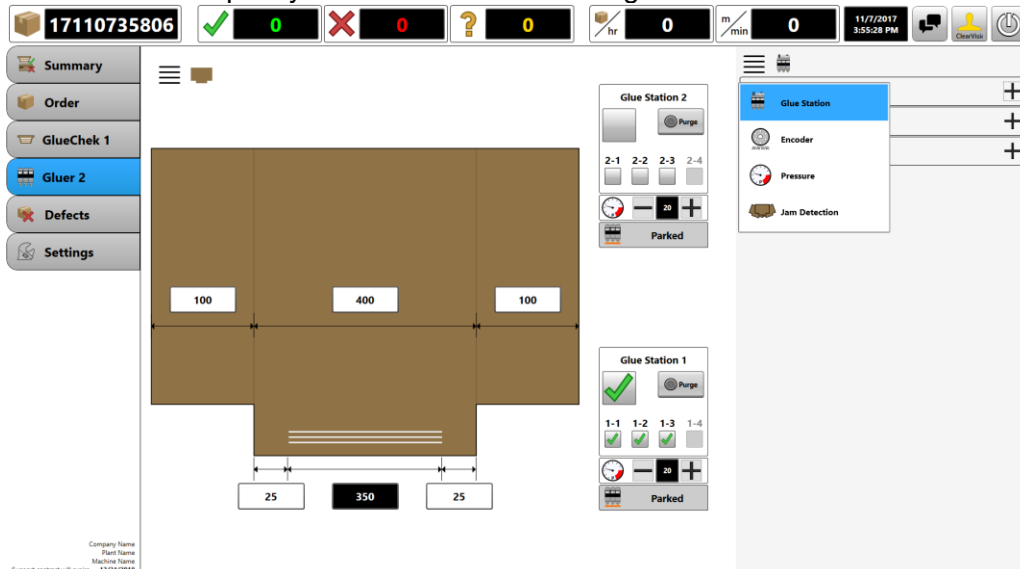 17110735806
0
0
0
hr
0
m/min
0
11/7/2017
3:55:28 PM
ClearVision
Summary
Order
GlueChek 1
Gluer 2
Defects
Settings
100
400
100
25
350
25
Glue Station 2
Purge
2-1 2-2 2-3 2-4
20
Parked
Glue Station 1
Purge
1-1 1-2 1-3 1-4
20
Parked
Glue Station
Encoder
Pressure
Jam Detection
Company Name
Plant Name
Machine Name